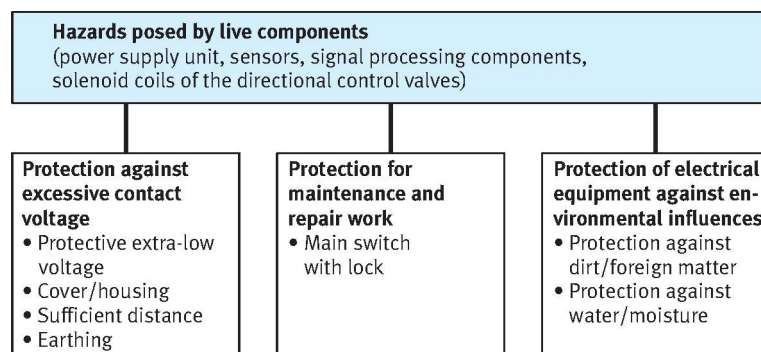 Hazards posed by live components
(power supply unit, sensors, signal processing components,
solenoid coils of the directional control valves)
Protection against
excessive contact
voltage
• Protective extra-low
voltage
• Cover/housing
• Sufficient distance
• Earthing
Protection for
maintenance and
repair work
• Main switch
with lock
Protection of electrical
equipment against en-
vironmental influences
• Protection against
dirt/foreign matter
• Protection against
water/moisture